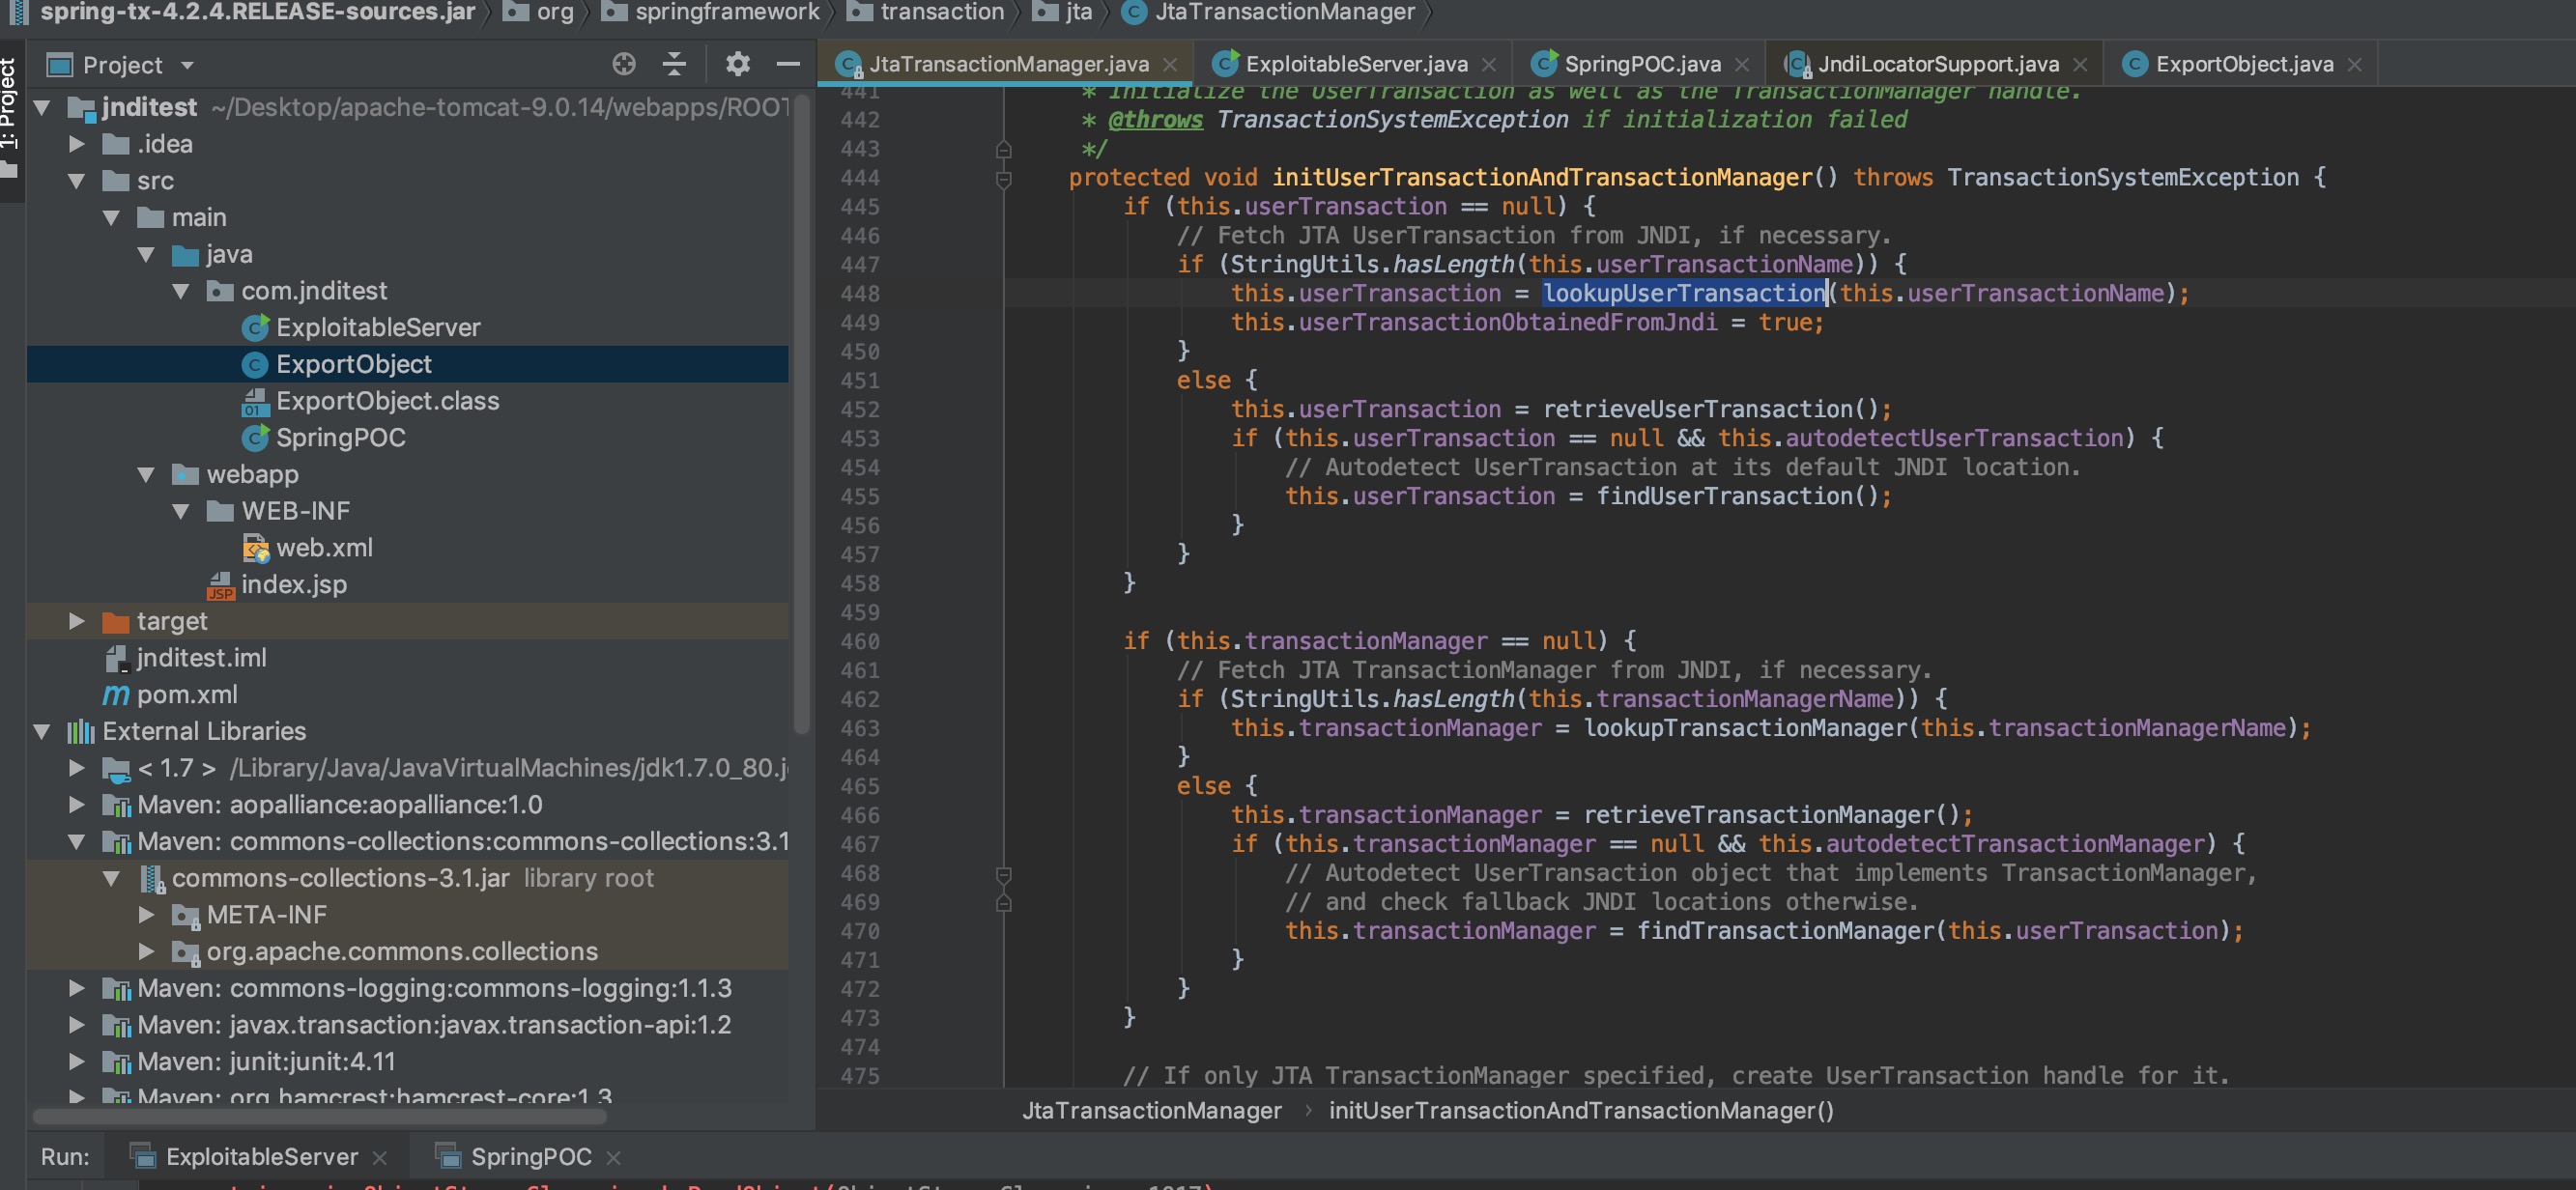 spring-tx-4.2.4.RELEASE-sources.jar org springframework transaction jta JtaTransactionManager
1: Project
Project
jnditest ~/Desktop/apache-tomcat-9.0.14/webapps/ROOT
.idea
src
main
java
com.jnditest
ExploitableServer
ExportObject
ExportObject.class
SpringPOC
webapp
WEB-INF
web.xml
index.jsp
target
jnditest.iml
pom.xml
External Libraries
< 1.7 > /Library/Java/JavaVirtualMachines/jdk1.7.0_80.j
Maven: aopalliance:aopalliance:1.0
Maven: commons-collections:commons-collections:3.1
commons-collections-3.1.jar library root
META-INF
org.apache.commons.collections
Maven: commons-logging:commons-logging:1.1.3
Maven: javax.transaction:javax.transaction-api:1.2
Maven: junit:junit:4.11
Maven: org.hamcrest:hamcrest-core:1.3
JtaTransactionManager.java ExploitableServer.java SpringPOC.java JndiLocatorSupport.java ExportObject.java
441 * Initialize the UserTransaction as well as the TransactionManager handle.
442 * @throws TransactionSystemException if initialization failed
443 */
444 protected void initUserTransactionAndTransactionManager() throws TransactionSystemException {
445 if (this.userTransaction == null) {
446 // Fetch JTA UserTransaction from JNDI, if necessary.
447 if (StringUtils.hasLength(this.userTransactionName)) {
448 this.userTransaction = lookupUserTransaction(this.userTransactionName);
449 this.userTransactionObtainedFromJndi = true;
450 }
451 else {
452 this.userTransaction = retrieveUserTransaction();
453 if (this.userTransaction == null && this.autodetectUserTransaction) {
454 // Autodetect UserTransaction at its default JNDI location.
455 this.userTransaction = findUserTransaction();
456 }
457 }
458 }
459
460 if (this.transactionManager == null) {
461 // Fetch JTA TransactionManager from JNDI, if necessary.
462 if (StringUtils.hasLength(this.transactionManagerName)) {
463 this.transactionManager = lookupTransactionManager(this.transactionManagerName);
464 }
465 else {
466 this.transactionManager = retrieveTransactionManager();
467 if (this.transactionManager == null && this.autodetectTransactionManager) {
468 // Autodetect UserTransaction object that implements TransactionManager,
469 // and check fallback JNDI locations otherwise.
470 this.transactionManager = findTransactionManager(this.userTransaction);
471 }
472 }
473 }
474
475 // If only JTA TransactionManager specified, create UserTransaction handle for it.
JtaTransactionManager › initUserTransactionAndTransactionManager()
Run: ExploitableServer SpringPOC